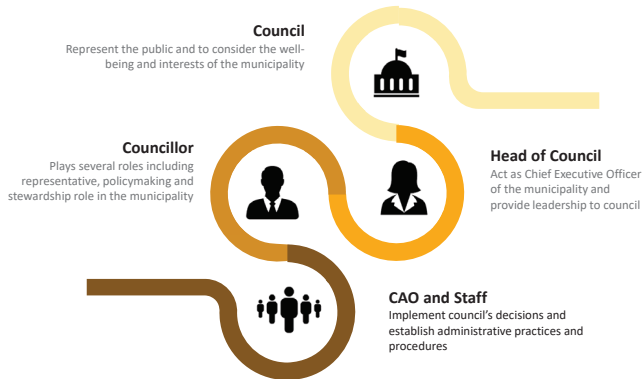 Council
Represent the public and to consider the well-
being and interests of the municipality
Councillor
Plays several roles including
representative, policymaking and
stewardship role in the municipality
Head of Council
Act as Chief Executive Officer
of the municipality and
provide leadership to council
CAO and Staff
Implement council's decisions and
establish administrative practices and
procedures